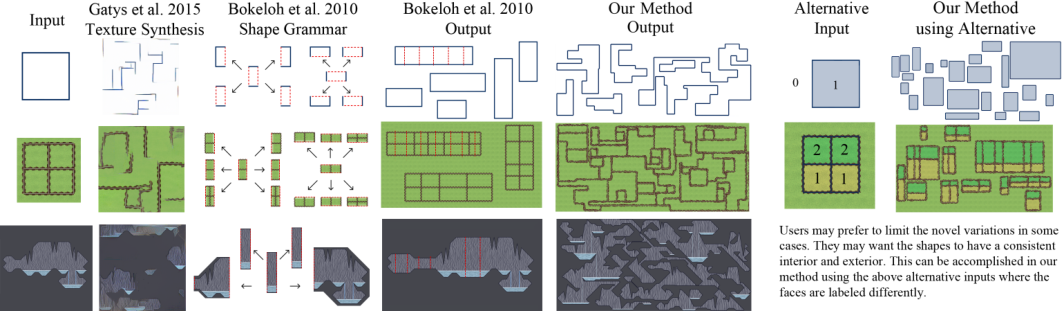 Input
Gatys et al. 2015
Texture Synthesis
Bokeloh et al. 2010
Shape Grammar
Bokeloh et al. 2010
Output
Our Method
Output
Alternative
Input
Our Method
using Alternative
0
1
2 2
1 1
Users may prefer to limit the novel variations in some
cases. They may want the shapes to have a consistent
interior and exterior. This can be accomplished in our
method using the above alternative inputs where the
faces are labeled differently.